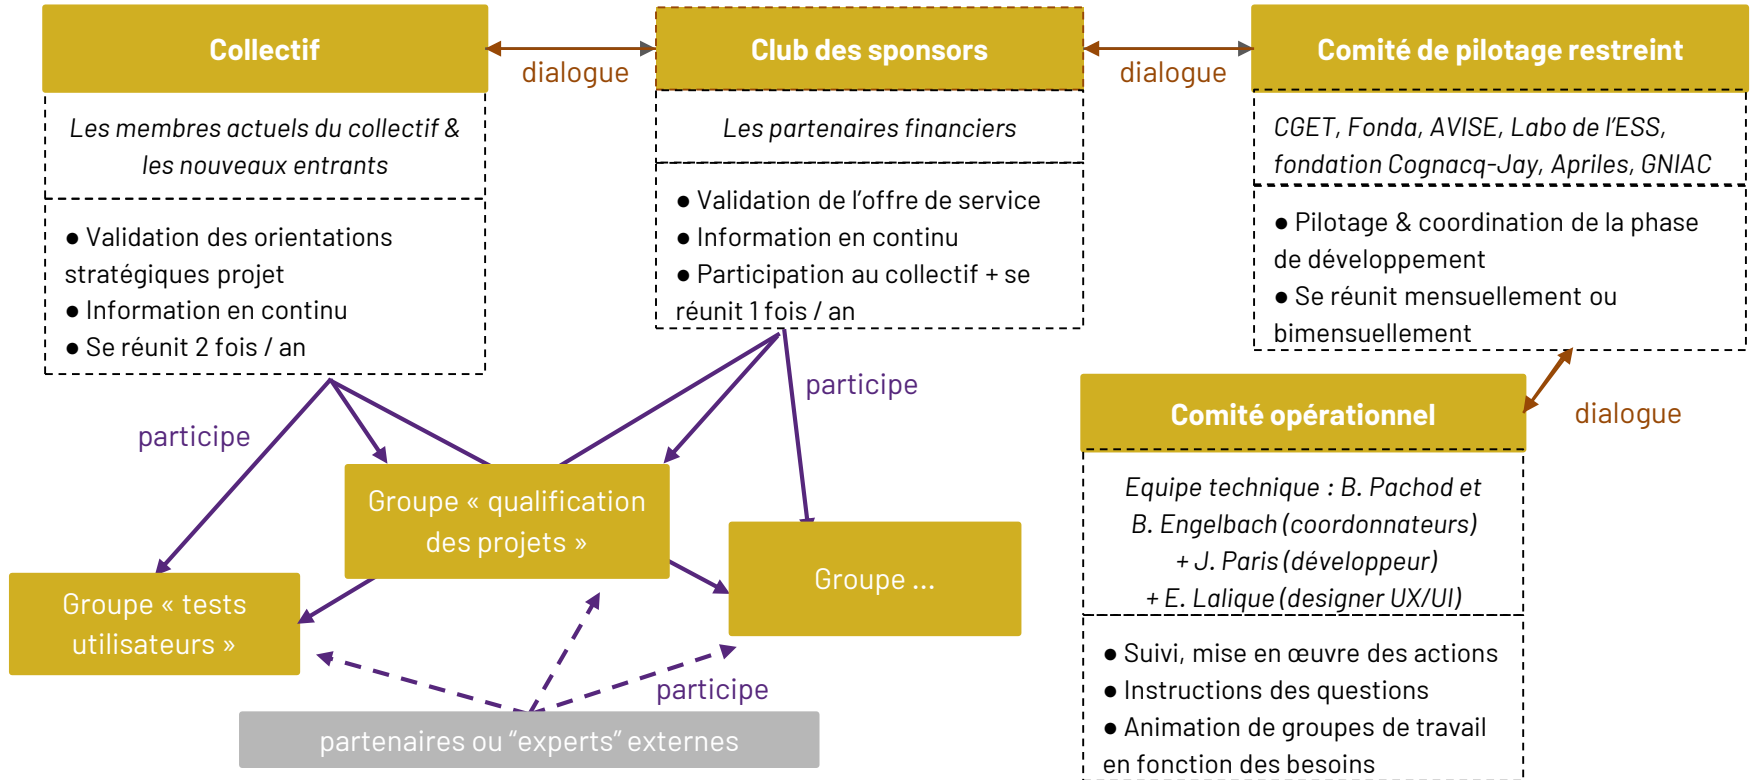 Collectif
dialogue
Club des sponsors
dialogue
Comité de pilotage restreint
Les membres actuels du collectif &
les nouveaux entrants
● Validation des orientations
stratégiques projet
● Information en continu
● Se réunit 2 fois / an
Les partenaires financiers
● Validation de l’offre de service
● Information en continu
● Participation au collectif + se
réunit 1 fois / an
CGET, Fonda, AVISE, Labo de l’ESS,
fondation Cognacq-Jay, Apriles, GNIAC
● Pilotage & coordination de la phase
de développement
● Se réunit mensuellement ou
bimensuellement
participe
participe
dialogue
Comité opérationnel
Equipe technique : B. Pachod et
B. Engelbach (coordonnateurs)
+ J. Paris (développeur)
+ E. Lalique (designer UX/UI)
● Suivi, mise en œuvre des actions
● Instructions des questions
● Animation de groupes de travail
en fonction des besoins
Groupe « qualification
des projets »
Groupe ...
Groupe « tests
utilisateurs »
participe
partenaires ou “experts” externes